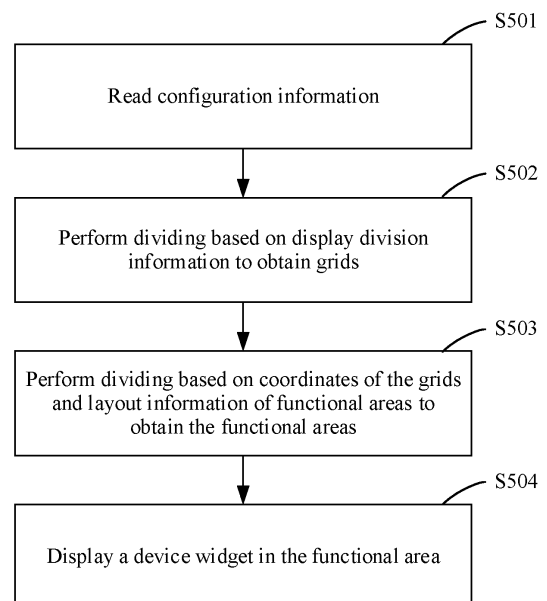 S501
Read configuration information
S502
Perform dividing based on display division
information to obtain grids
S503
Perform dividing based on coordinates of the grids
and layout information of functional areas to
obtain the functional areas
S504
Display a device widget in the functional area